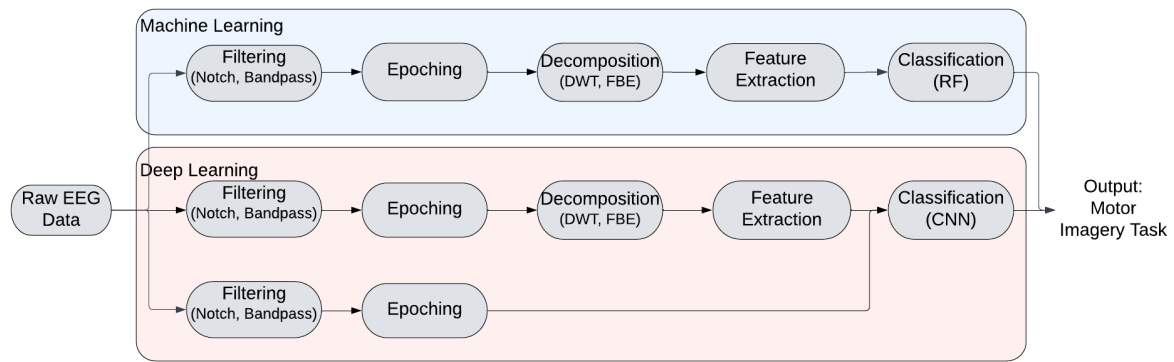 Machine Learning
Filtering
(Notch, Bandpass)
Epoching
Decomposition
(DWT, FBE)
Feature
Extraction
Classification
(RF)
Raw EEG
Data
Deep Learning
Filtering
(Notch, Bandpass)
Epoching
Decomposition
(DWT, FBE)
Feature
Extraction
Classification
(CNN)
Filtering
(Notch, Bandpass)
Epoching
Output:
Motor
Imagery Task